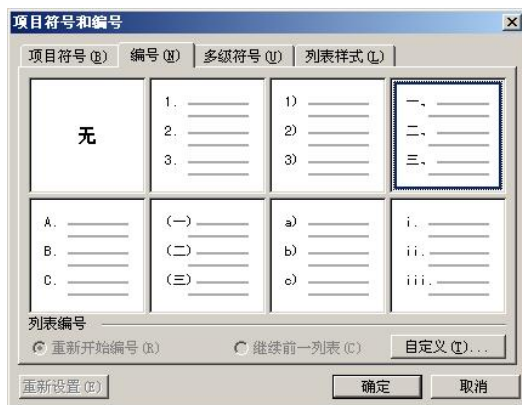 项目符号和编号
项目符号(B) 编号(N) 多级符号(U) 列表样式(L)
无
1.
2.
3.
1)
2)
3)
一、
二、
三、
A.
B.
C.
(一)
(二)
(三)
a)
b)
c)
i.
ii.
iii.
列表编号
重新开始编号(R) 继续前一列表(C) 自定义(T)...
重新设置(E) 确定 取消